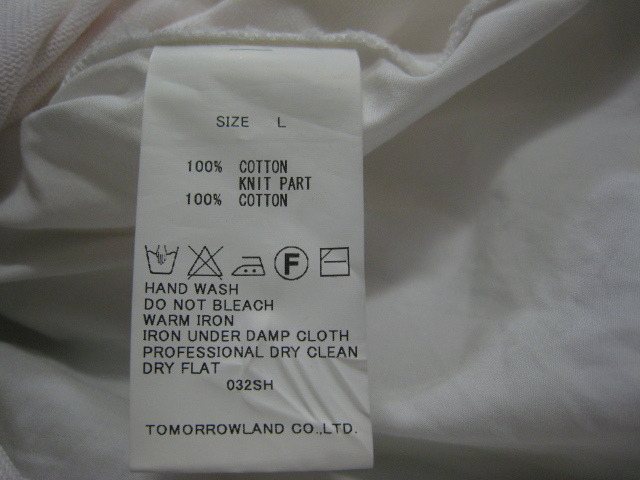 SIZE L
100% COTTON
KNIT PART
100% COTTON
F
HAND WASH
DO NOT BLEACH
WARM IRON
IRON UNDER DAMP CLOTH
PROFESSIONAL DRY CLEAN
DRY FLAT
032SH
TOMORROWLAND CO.,LTD.